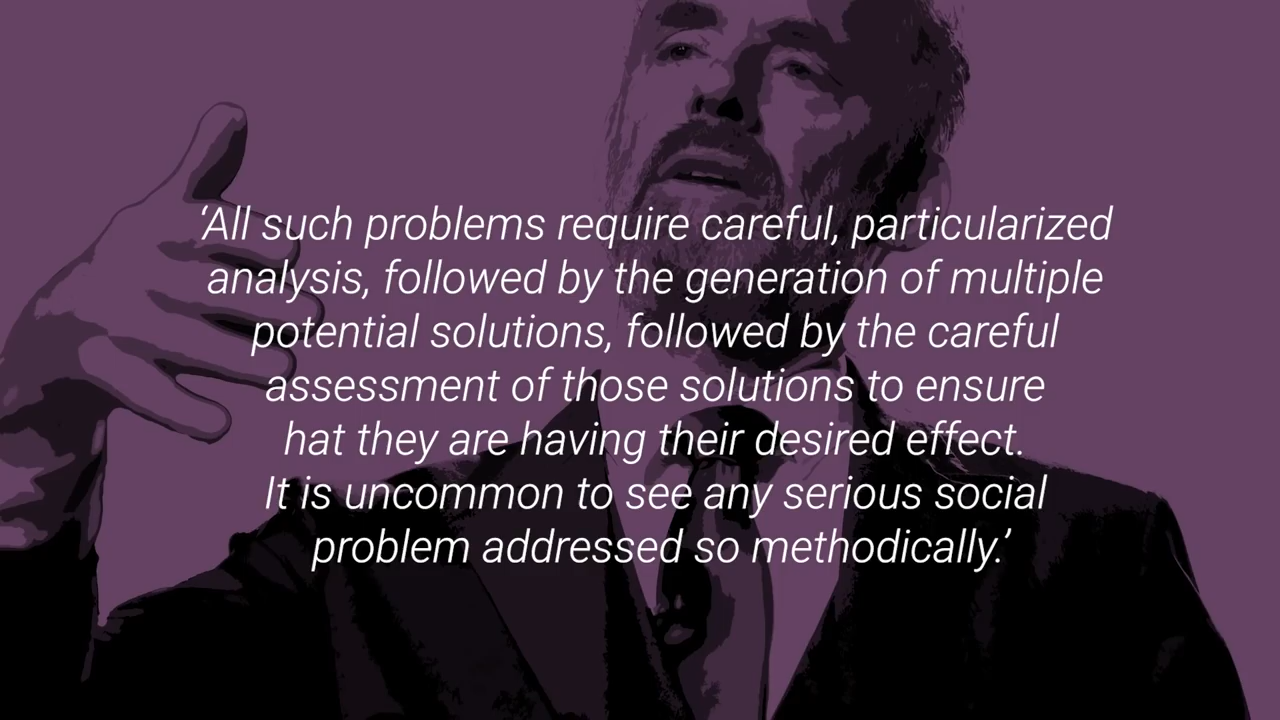 ‘All such problems require careful, particularized
analysis, followed by the generation of multiple
potential solutions, followed by the careful
assessment of those solutions to ensure
hat they are having their desired effect.
It is uncommon to see any serious social
problem addressed so methodically.’